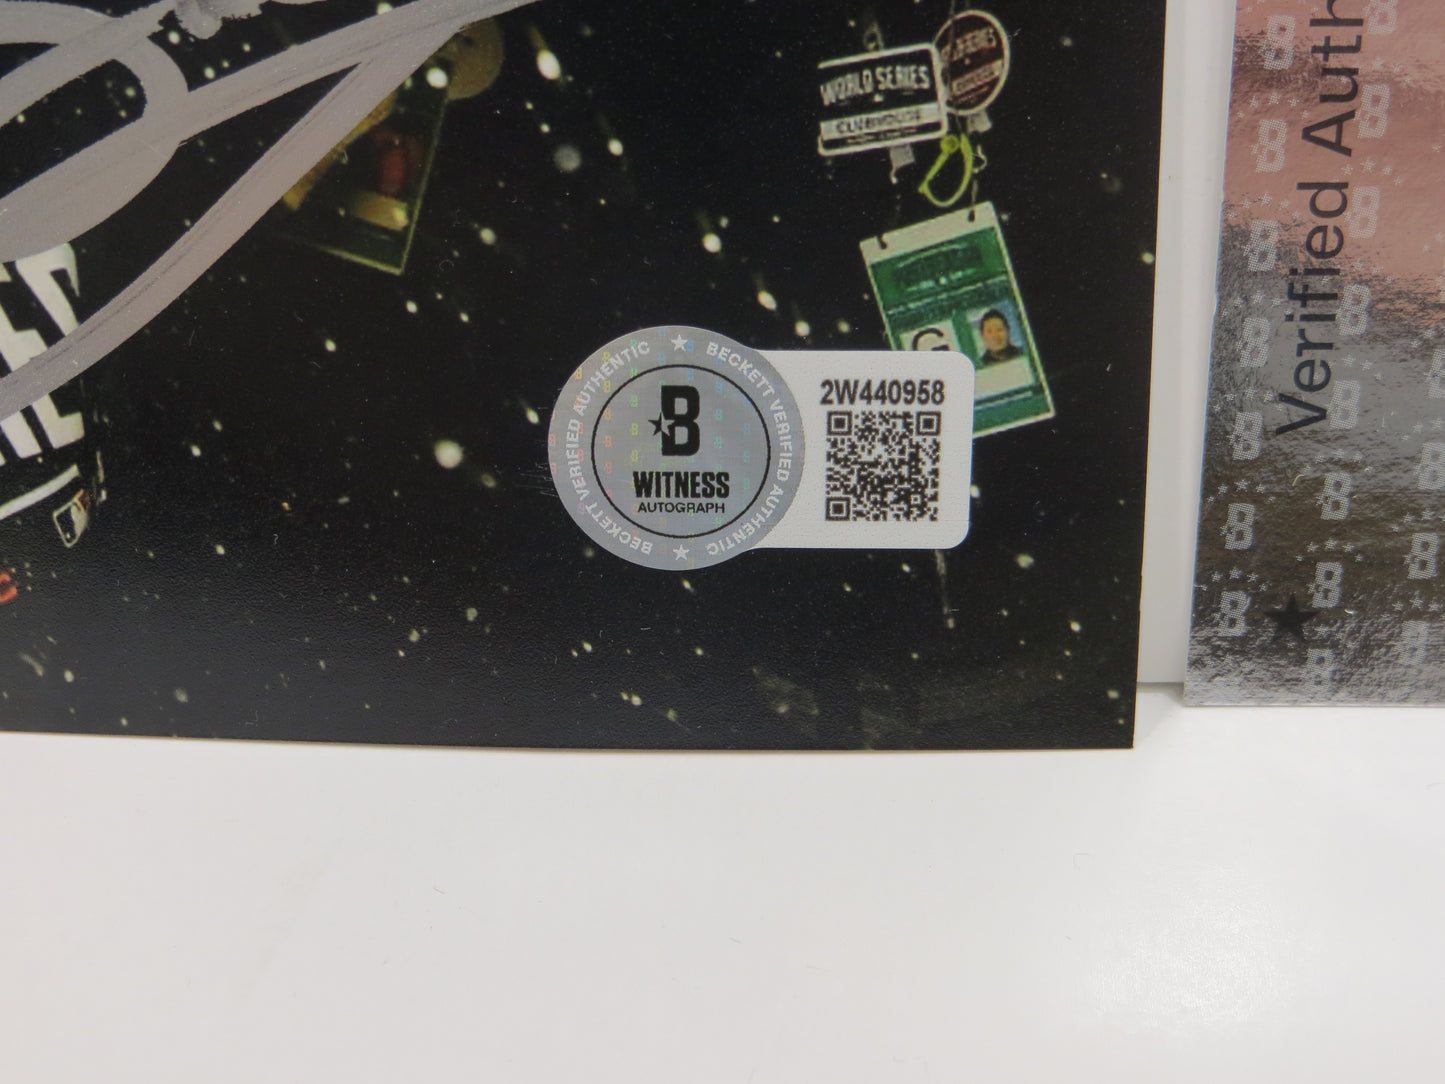 WORLD SERIES
CLUBHOUSE
G
BECKETT VERIFIED AUTHENTIC
BECKETT VERIFIED AUTHENTIC
B
WITNESS
AUTOGRAPH
2W440958
Verified Auth